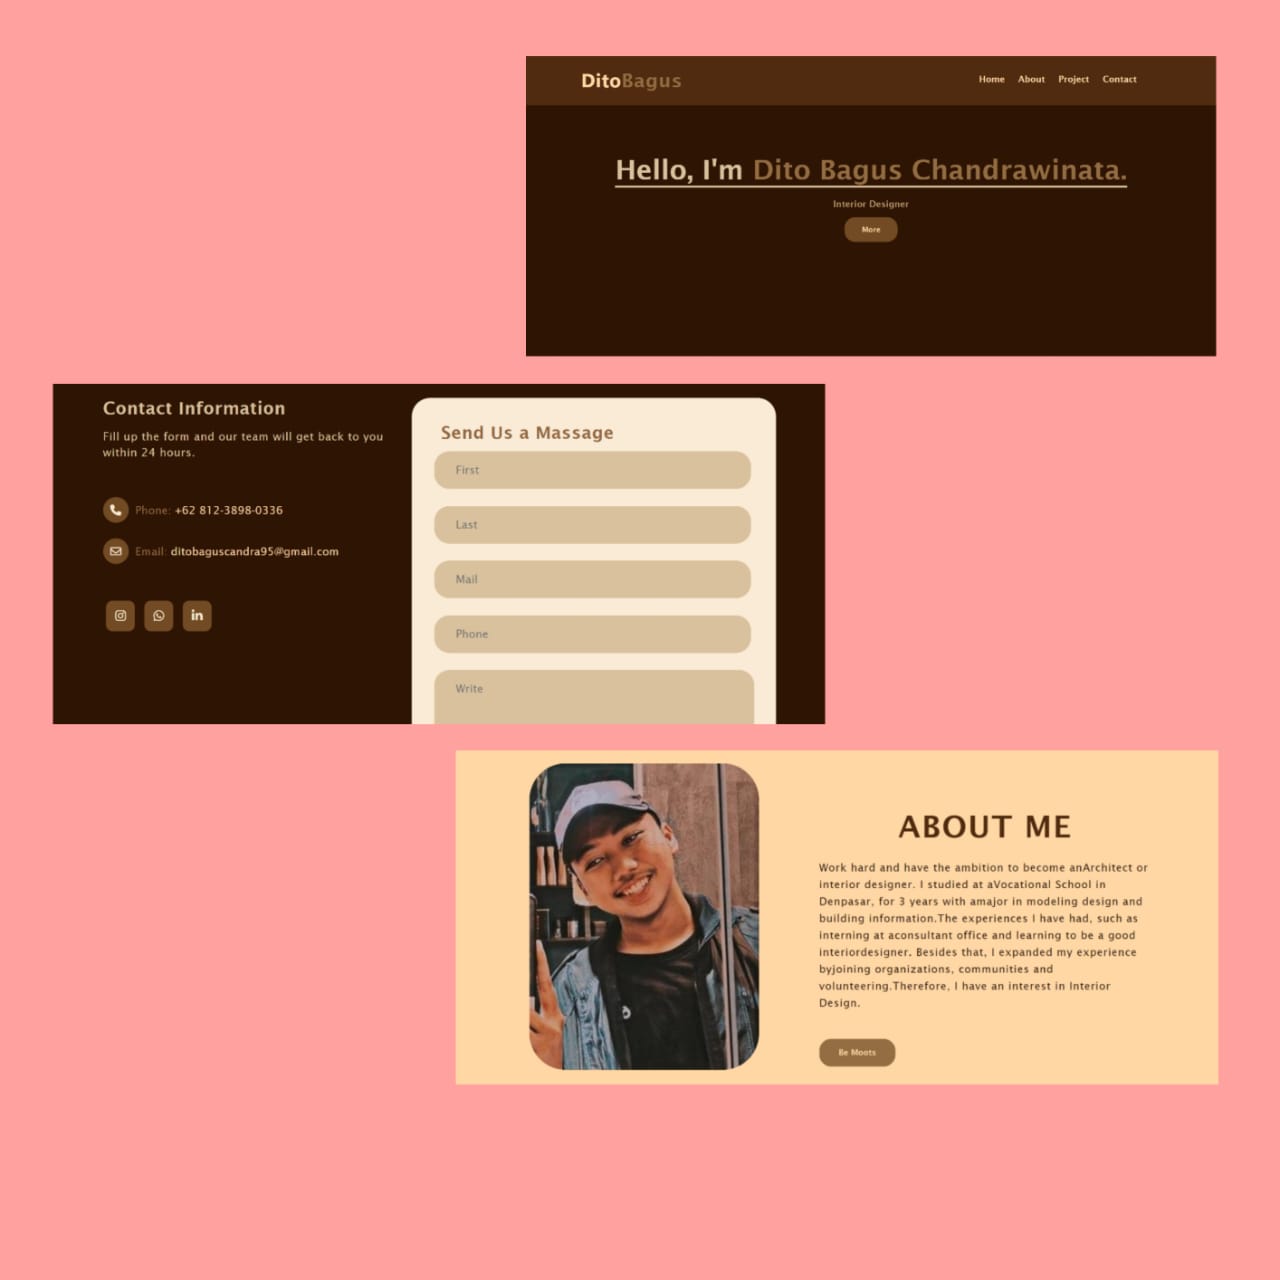 DitoBagus
Home About Project Contact
Hello, I'm Dito Bagus Chandrawinata.
Interior Designer
More
Contact Information
Fill up the form and our team will get back to you
within 24 hours.
Phone: +62 812-3898-0336
Email: ditobaguscandra95@gmail.com
Send Us a Massage
First
Last
Mail
Phone
Write
ABOUT ME
Work hard and have the ambition to become anArchitect or
interior designer. I studied at aVocational School in
Denpasar, for 3 years with amajor in modeling design and
building information.The experiences I have had, such as
interning at aconsultant office and learning to be a good
interiordesigner. Besides that, I expanded my experience
byjoining organizations, communities and
volunteering.Therefore, I have an interest in Interior
Design.
Be Moots